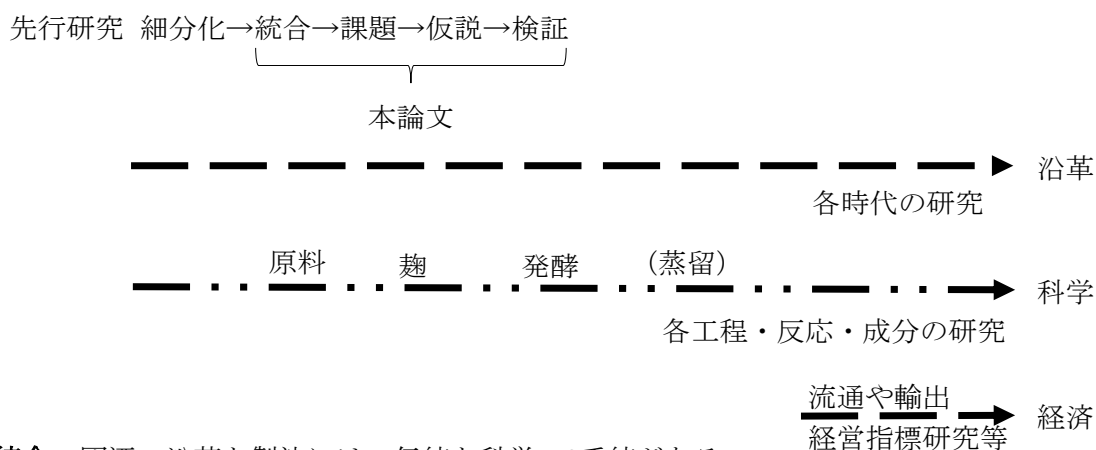 先行研究 細分化→統合→課題→仮説→検証
本論文
沿革
各時代の研究
原料 麹 発酵 (蒸留)
科学
各工程・反応・成分の研究
流通や輸出
経済
経営指標研究等